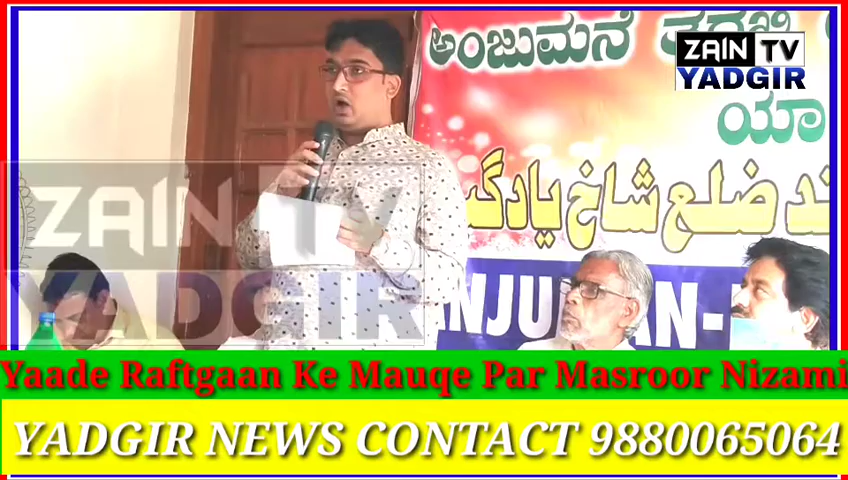 ಅಂಜುಮನೆ
ZAIN TV
YADGIR
ಯಾ
ضلع شاخ یادگ
ZAIN TV
YADGIR
Yaade Raftgaan Ke Mauqe Par Masroor Nizami
YADGIR NEWS CONTACT 9880065064